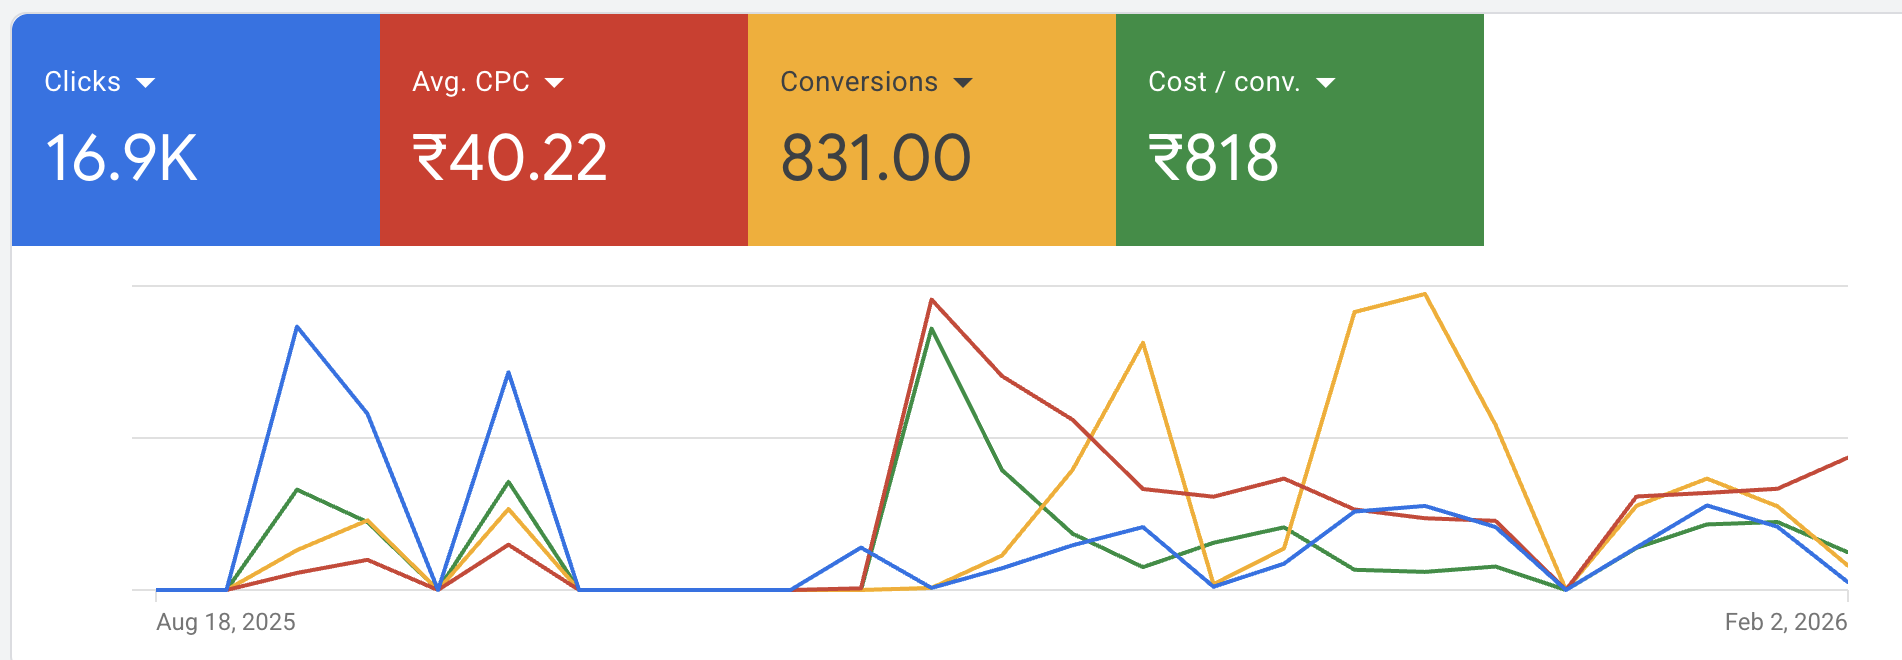 Clicks
16.9K
Avg. CPC
₹40.22
Conversions
831.00
Cost / conv.
₹818
Aug 18, 2025
Feb 2, 2026